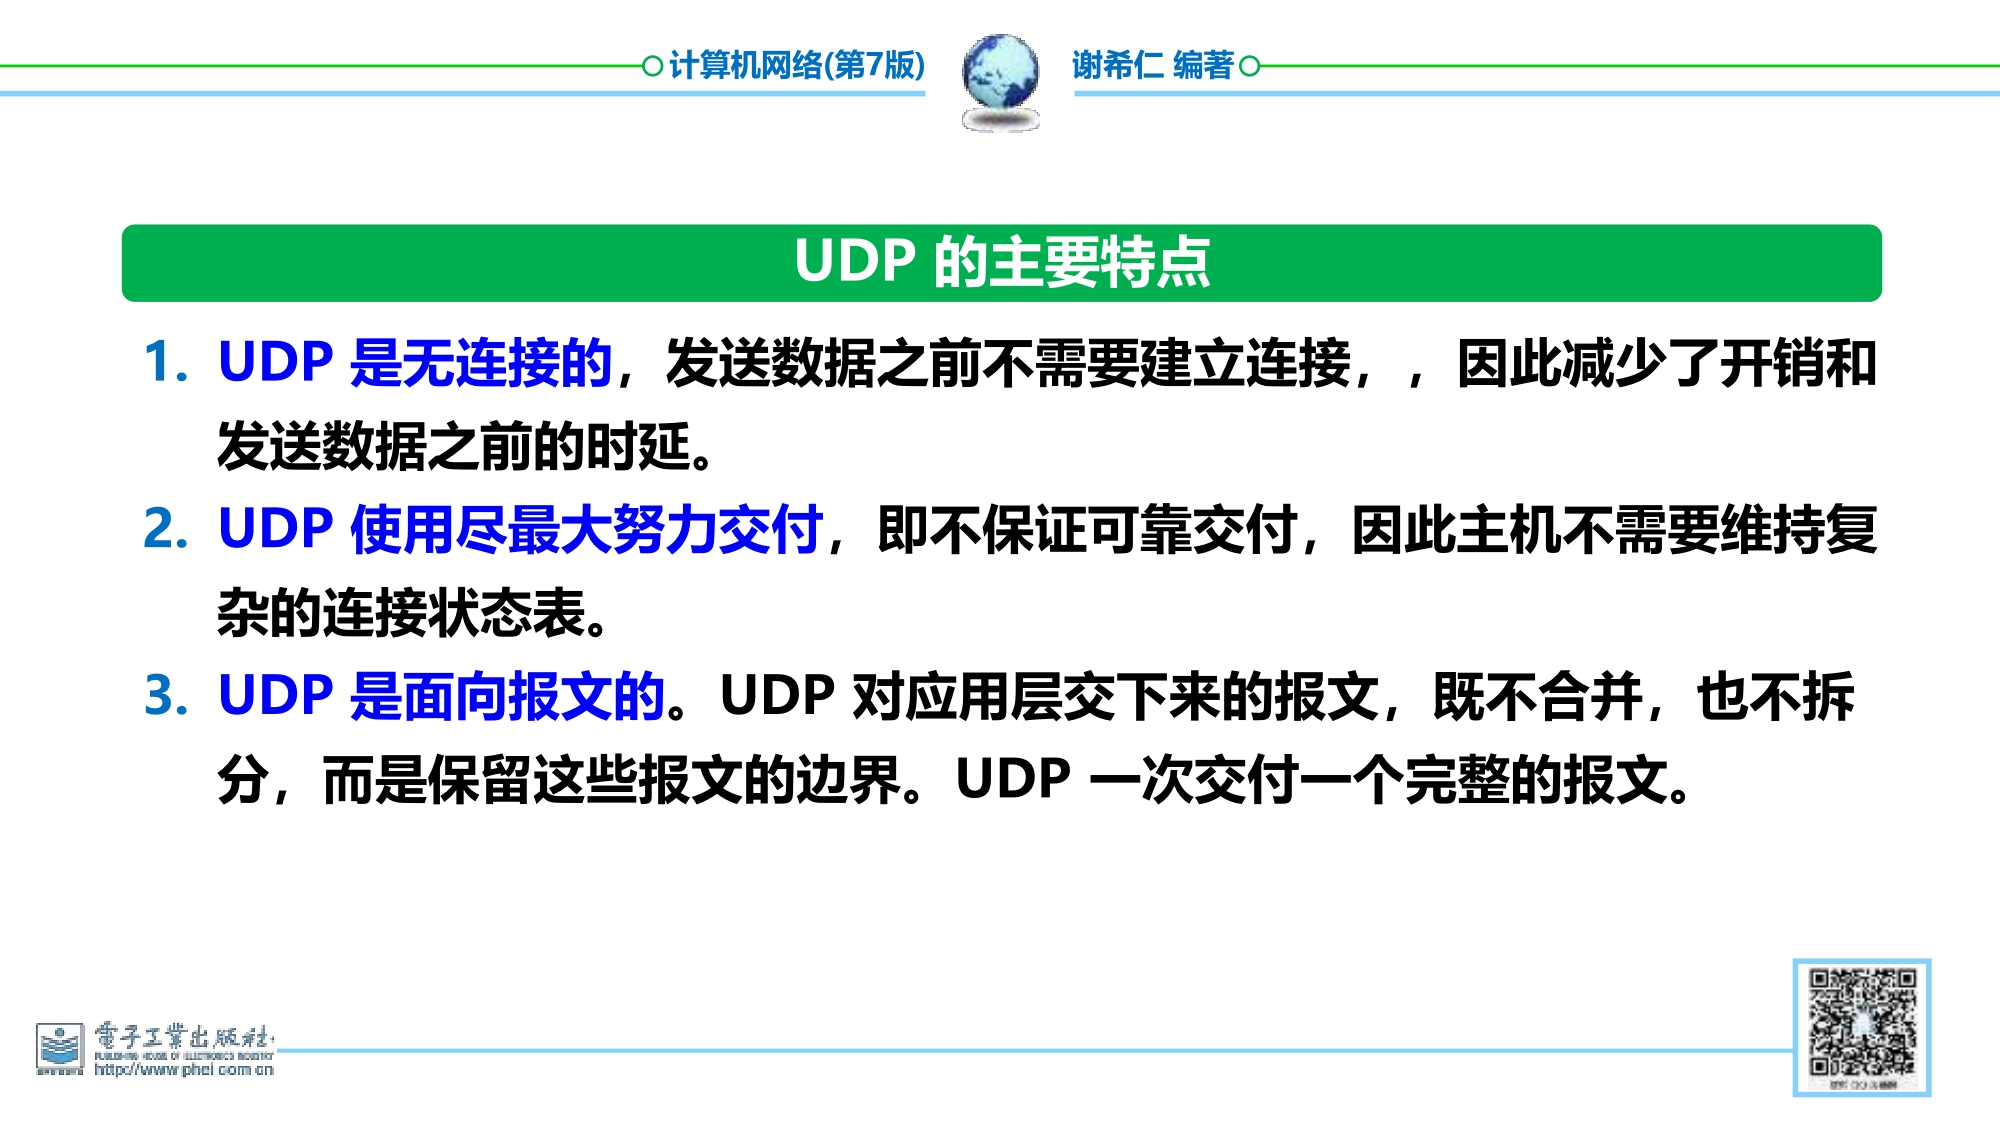 计算机网络(第7版)
谢希仁 编著
UDP 的主要特点
1. UDP 是无连接的，发送数据之前不需要建立连接，，因此减少了开销和
发送数据之前的时延。
2. UDP 使用尽最大努力交付，即不保证可靠交付，因此主机不需要维持复
杂的连接状态表。
3. UDP 是面向报文的。UDP 对应用层交下来的报文，既不合并，也不拆
分，而是保留这些报文的边界。UDP 一次交付一个完整的报文。
電子工業出版社
PUBLISHING HOUSE OF ELECTRONICS INDUSTRY
http://www.phei.com.cn